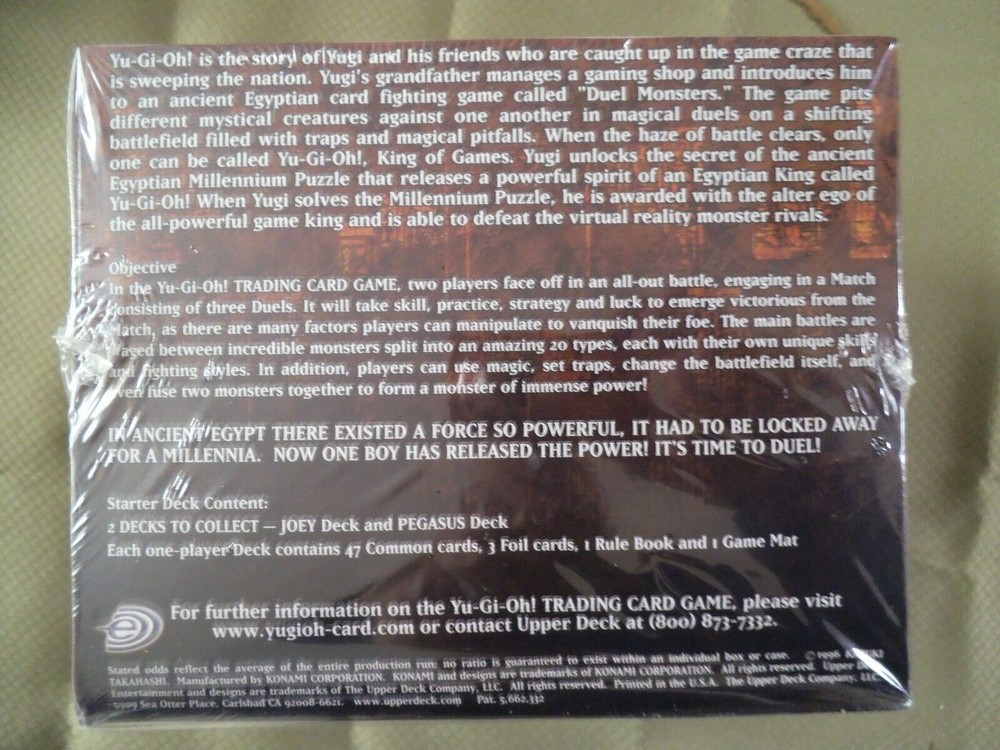 Yu-Gi-Oh! is the story of Yugi and his friends who are caught up in the game craze that
is sweeping the nation. Yugi's grandfather manages a gaming shop and introduces him
to an ancient Egyptian card fighting game called "Duel Monsters." The game pits
different mystical creatures against one another in magical duels on a shifting
battlefield filled with traps and magical pitfalls. When the haze of battle clears, only
one can be called Yu-Gi-Oh!, King of Games. Yugi unlocks the secret of the ancient
Egyptian Millennium Puzzle that releases a powerful spirit of an Egyptian King called
Yu-Gi-Oh! When Yugi solves the Millennium Puzzle, he is awarded with the alter ego of
the all-powerful game king and is able to defeat the virtual reality monster rivals.
Objective
In the Yu-Gi-Oh! TRADING CARD GAME, two players face off in an all-out battle, engaging in a Match
consisting of three Duels. It will take skill, practice, strategy and luck to emerge victorious from the
Match, as there are many factors players can manipulate to vanquish their foe. The main battles are
waged between incredible monsters split into an amazing 20 types, each with their own unique skills
and fighting styles. In addition, players can use magic, set traps, change the battlefield itself, and
even fuse two monsters together to form a monster of immense power!
IN ANCIENT EGYPT THERE EXISTED A FORCE SO POWERFUL, IT HAD TO BE LOCKED AWAY
FOR A MILLENNIA. NOW ONE BOY HAS RELEASED THE POWER! IT'S TIME TO DUEL!
Starter Deck Content:
2 DECKS TO COLLECT — JOEY Deck and PEGASUS Deck
Each one-player Deck contains 47 Common cards, 3 Foil cards, 1 Rule Book and 1 Game Mat
e
For further information on the Yu-Gi-Oh! TRADING CARD GAME, please visit
www.yugioh-card.com or contact Upper Deck at (800) 873-7332.
Stated odds reflect the average of the entire production run; no ratio is guaranteed to exist within an individual box or case. ©1996 KAZUKI
TAKAHASHI. Manufactured by KONAMI CORPORATION. KONAMI and designs are trademarks of KONAMI CORPORATION. All rights reserved. Upper Deck
Entertainment and designs are trademarks of The Upper Deck Company, LLC. All rights reserved. Printed in the U.S.A. The Upper Deck Company, LLC.
5909 Sea Otter Place, Carlsbad CA 92008-6621. www.upperdeck.com Pat. 5,662,332